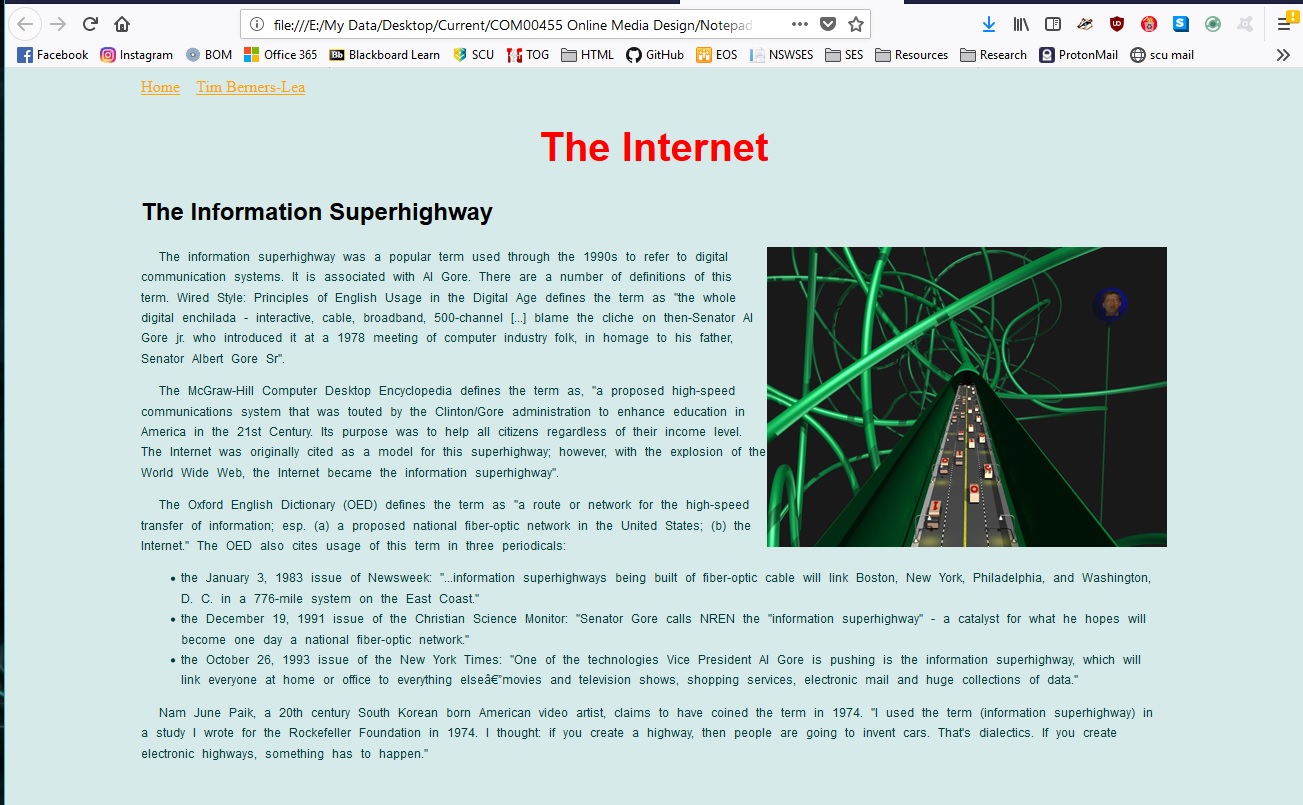 file:///E:/My Data/Desktop/Current/COM00455 Online Media Design/Notepad
Facebook Instagram BOM Office 365 Blackboard Learn SCU TOG HTML GitHub EOS NSWSES SES Resources Research ProtonMail scu mail
Home Tim Berners-Lea
The Internet
The Information Superhighway
The information superhighway was a popular term used through the 1990s to refer to digital
communication systems. It is associated with Al Gore. There are a number of definitions of this
term. Wired Style: Principles of English Usage in the Digital Age defines the term as "the whole
digital enchilada - interactive, cable, broadband, 500-channel [...] blame the cliche on then-Senator Al
Gore jr. who introduced it at a 1978 meeting of computer industry folk, in homage to his father,
Senator Albert Gore Sr".
The McGraw-Hill Computer Desktop Encyclopedia defines the term as, "a proposed high-speed
communications system that was touted by the Clinton/Gore administration to enhance education in
America in the 21st Century. Its purpose was to help all citizens regardless of their income level.
The Internet was originally cited as a model for this superhighway; however, with the explosion of the
World Wide Web, the Internet became the information superhighway".
The Oxford English Dictionary (OED) defines the term as "a route or network for the high-speed
transfer of information; esp. (a) a proposed national fiber-optic network in the United States; (b) the
Internet." The OED also cites usage of this term in three periodicals:
• the January 3, 1983 issue of Newsweek: "...information superhighways being built of fiber-optic cable will link Boston, New York, Philadelphia, and Washington,
D. C. in a 776-mile system on the East Coast."
• the December 19, 1991 issue of the Christian Science Monitor: "Senator Gore calls NREN the "information superhighway" - a catalyst for what he hopes will
become one day a national fiber-optic network."
• the October 26, 1993 issue of the New York Times: "One of the technologies Vice President Al Gore is pushing is the information superhighway, which will
link everyone at home or office to everything elseâ€”movies and television shows, shopping services, electronic mail and huge collections of data."
Nam June Paik, a 20th century South Korean born American video artist, claims to have coined the term in 1974. "I used the term (information superhighway) in
a study I wrote for the Rockefeller Foundation in 1974. I thought: if you create a highway, then people are going to invent cars. That's dialectics. If you create
electronic highways, something has to happen."